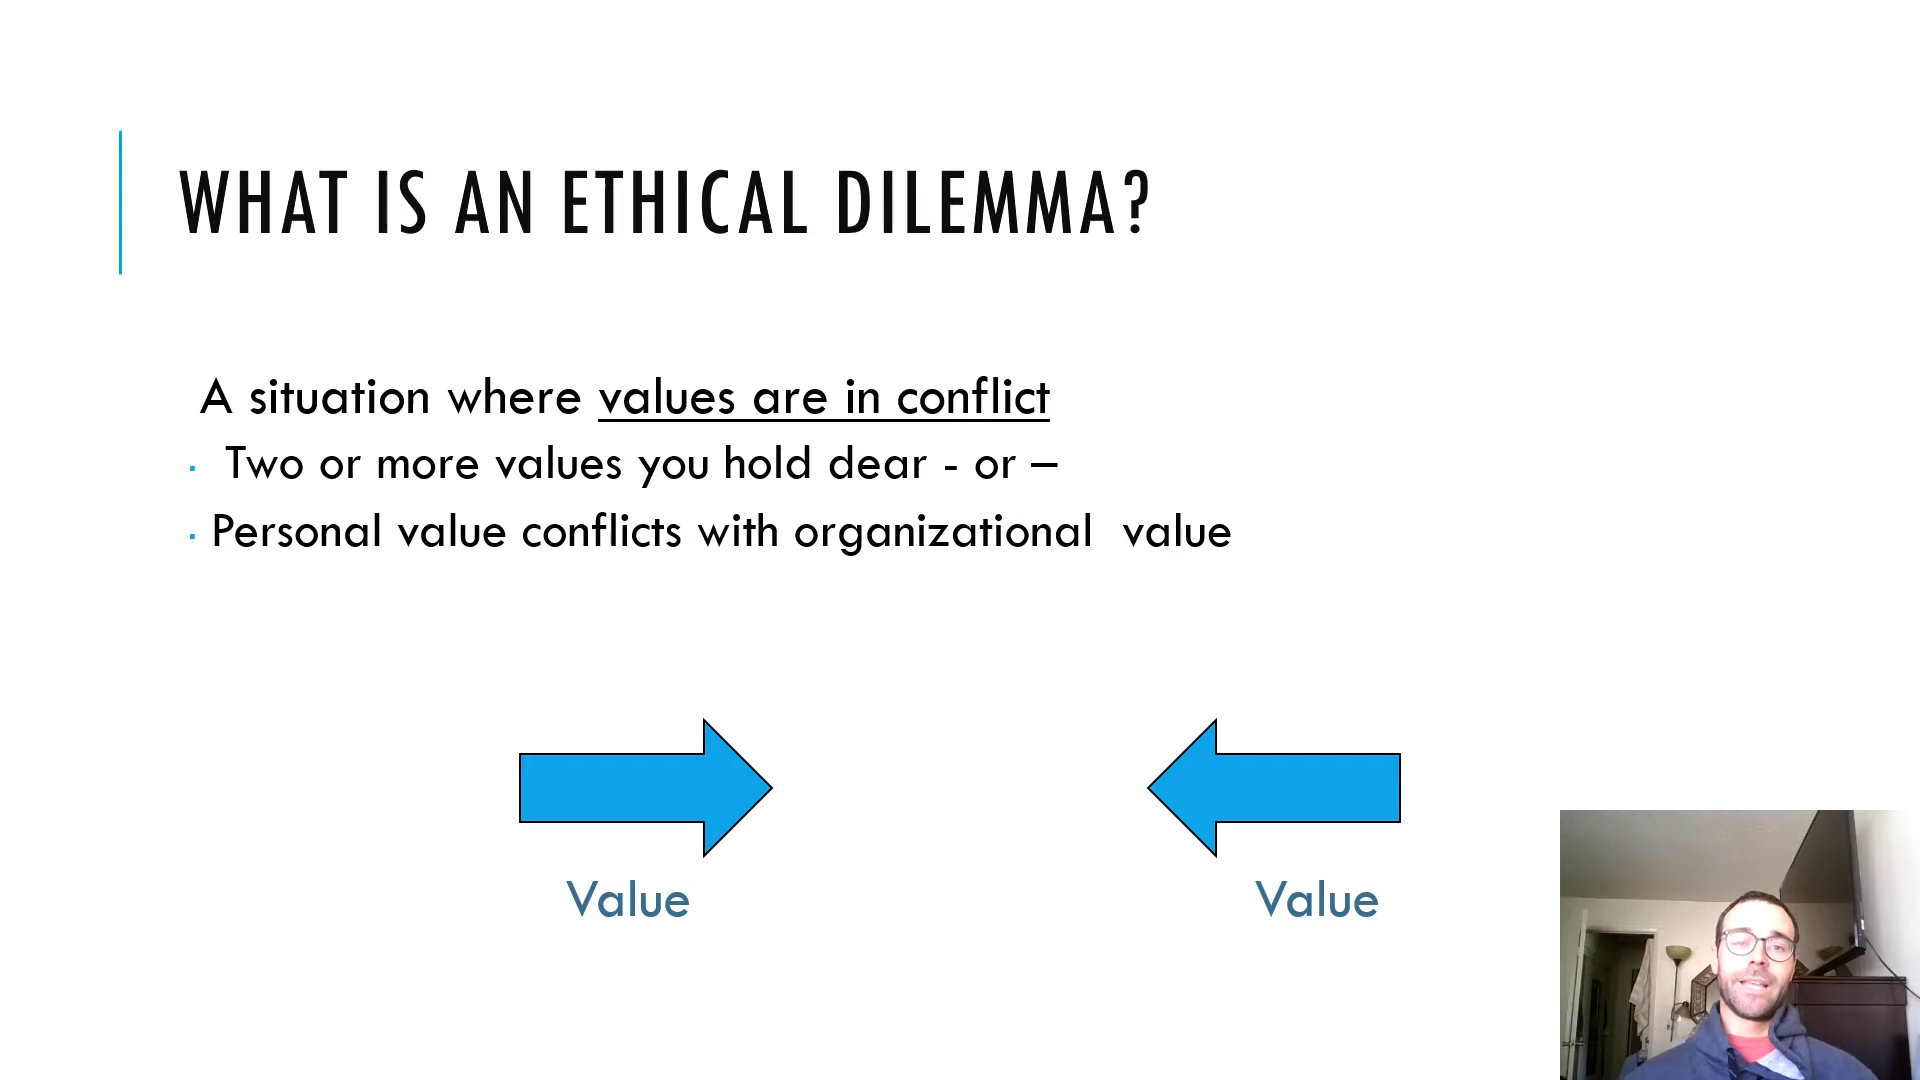 WHAT IS AN ETHICAL DILEMMA?
A situation where values are in conflict
· Two or more values you hold dear - or –
· Personal value conflicts with organizational  value
Value
Value